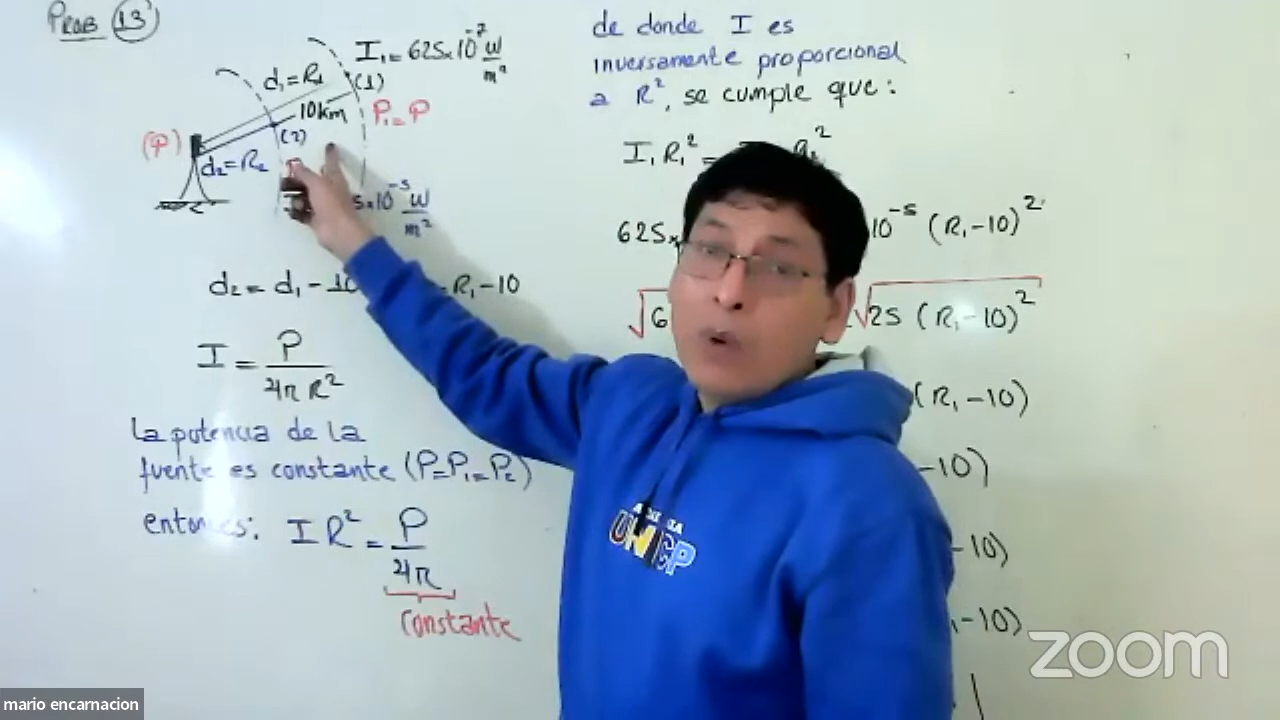 PROB 13
I₁ = 625x10⁻⁷ W/m²
d₁=R₁
(1)
10km
P₁=P
(P)
(2)
d₂=R₂
5x10⁻⁵ W/m²
d₂= d₁-10
R₁-10
I = P/4πR²
La potencia de la
fuente es constante (P=P₁=P₂)
entonces: IR² = P/4π
constante
de donde I es
inversamente proporcional
a R², se cumple que:
I₁R₁² =
625x
10⁻⁵ (R₁-10)²
√6
√25 (R₁-10)²
(R₁-10)
-10)
-10)
-10)
UNICP
zoom
mario encarnacion